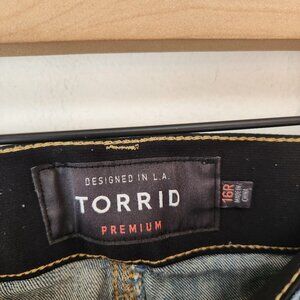 DESIGNED IN L.A.
TORRID
PREMIUM
16R